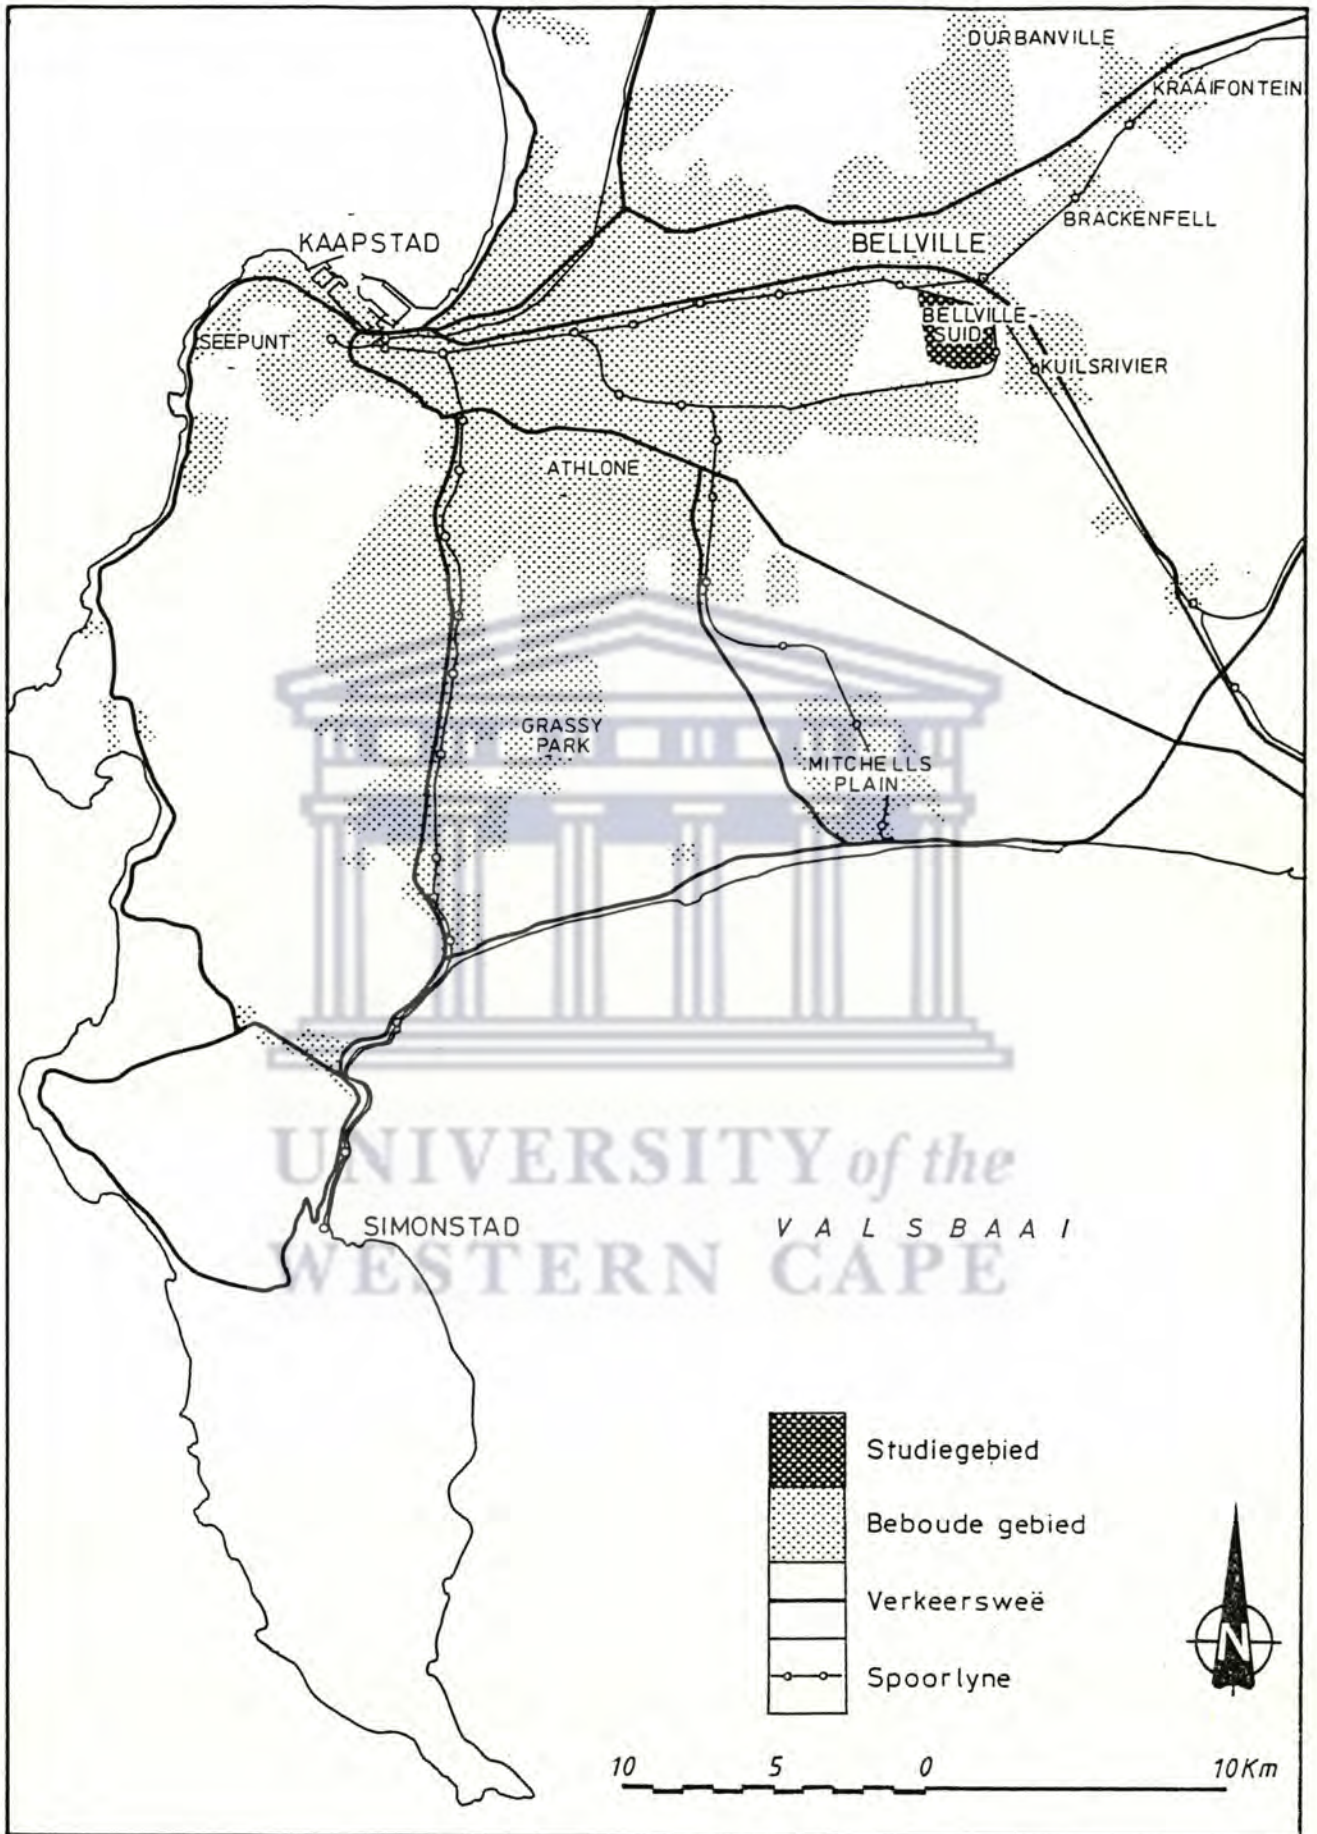 DURBANVILLE
KRAAIFONTEIN
BRACKENFELL
KAAPSTAD
BELLVILLE
BELLVILLE-
SUID
SEEPUNT
KUILSRIVIER
ATHLONE
GRASSY
PARK
MITCHELLS
PLAIN
UNIVERSITY of the
SIMONSTAD
VALSBAAI
WESTERN CAPE
Studiegebied
Beboude gebied
Verkeersweë
Spoorlyne
N
10 5 0 10Km